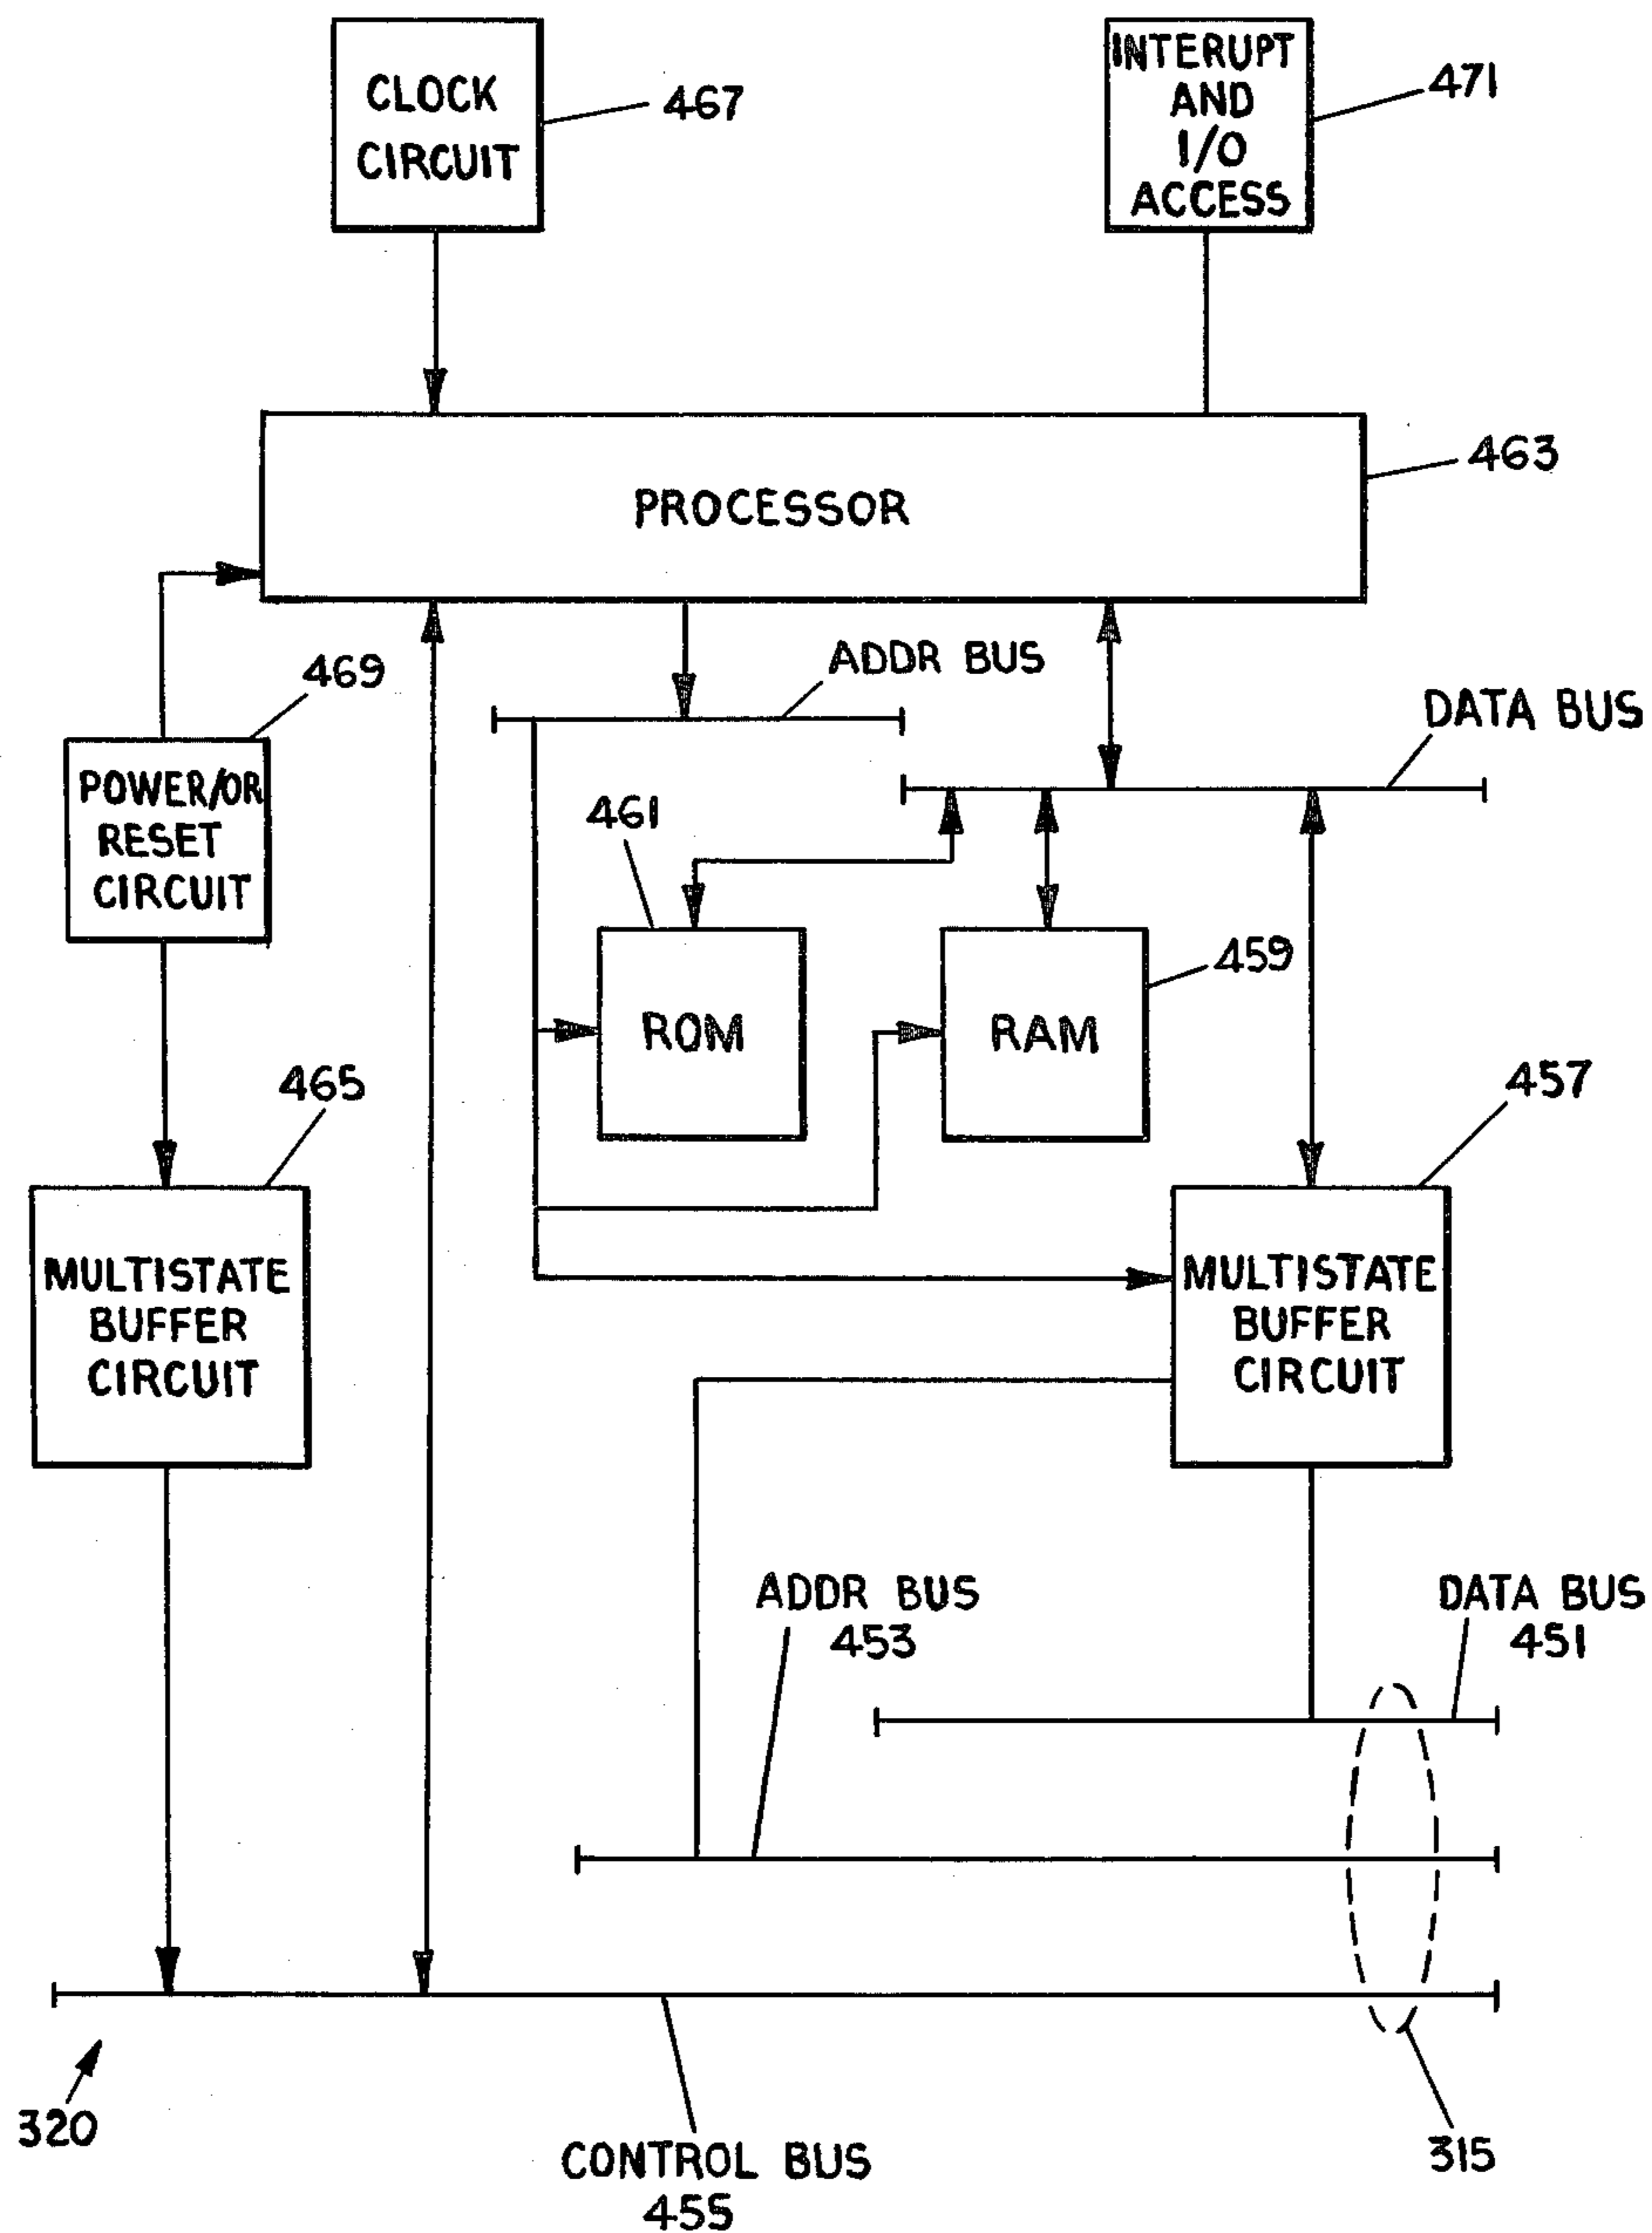 CLOCK
CIRCUIT
467
INTERUPT
AND
I/O
ACCESS
471
PROCESSOR
463
469
ADDR BUS
DATA BUS
POWER/OR
RESET
CIRCUIT
461
ROM
459
RAM
465
457
MULTISTATE
BUFFER
CIRCUIT
MULTISTATE
BUFFER
CIRCUIT
ADDR BUS
453
DATA BUS
451
320
CONTROL BUS
455
315